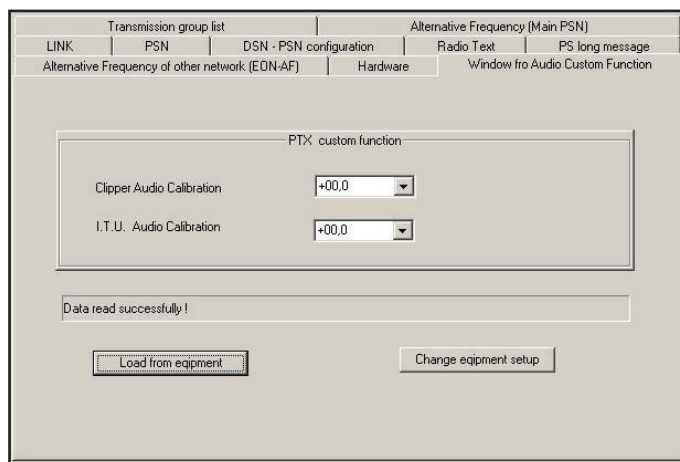 Transmission group list
Alternative Frequency (Main PSN)
LINK
PSN
DSN - PSN configuration
Radio Text
PS long message
Alternative Frequency of other network (EON-AF)
Hardware
Window fro Audio Custom Function
PTX custom function
Clipper Audio Calibration
+00,0
I.T.U. Audio Calibration
+00,0
Data read successfully !
Load from eqipment
Change eqipment setup